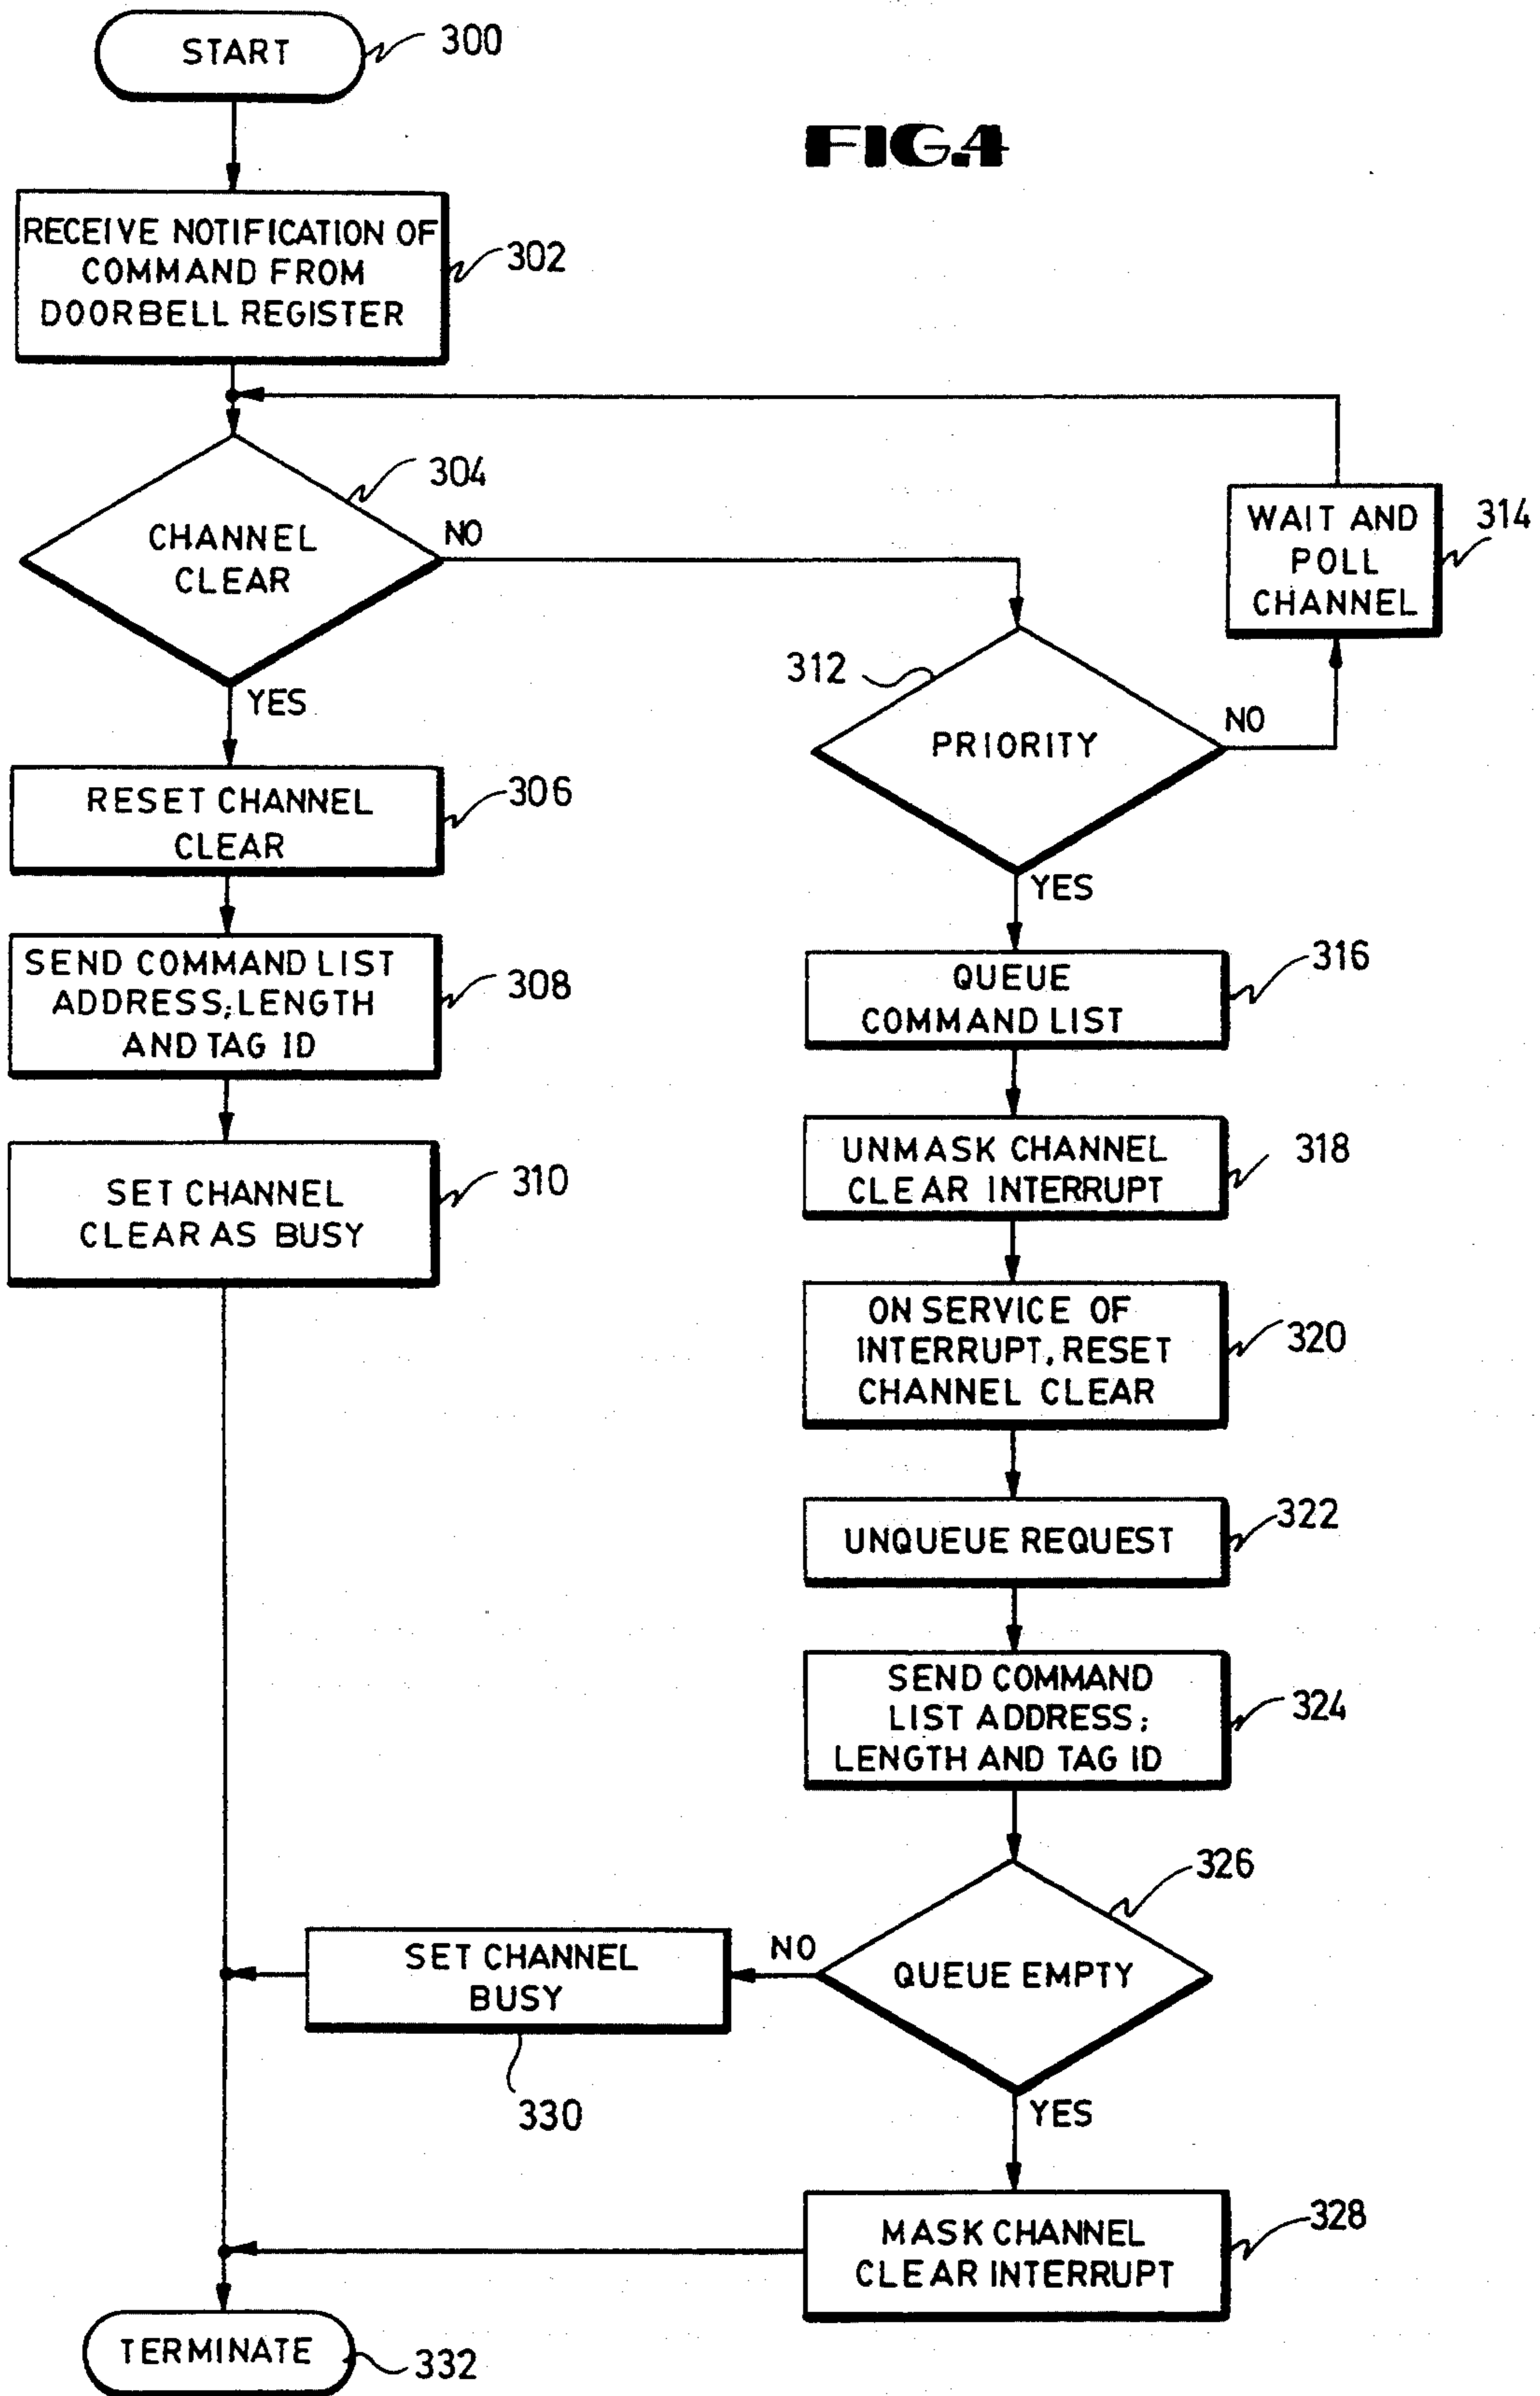 START
300
FIG.4
RECEIVE NOTIFICATION OF
COMMAND FROM
DOORBELL REGISTER
302
304
CHANNEL
CLEAR
NO
YES
WAIT AND
POLL
CHANNEL
314
312
PRIORITY
NO
YES
RESET CHANNEL
CLEAR
306
SEND COMMAND LIST
ADDRESS; LENGTH
AND TAG ID
308
SET CHANNEL
CLEAR AS BUSY
310
QUEUE
COMMAND LIST
316
UNMASK CHANNEL
CLEAR INTERRUPT
318
ON SERVICE OF
INTERRUPT, RESET
CHANNEL CLEAR
320
UNQUEUE REQUEST
322
SEND COMMAND
LIST ADDRESS;
LENGTH AND TAG ID
324
326
QUEUE EMPTY
NO
YES
SET CHANNEL
BUSY
330
MASK CHANNEL
CLEAR INTERRUPT
328
TERMINATE
332